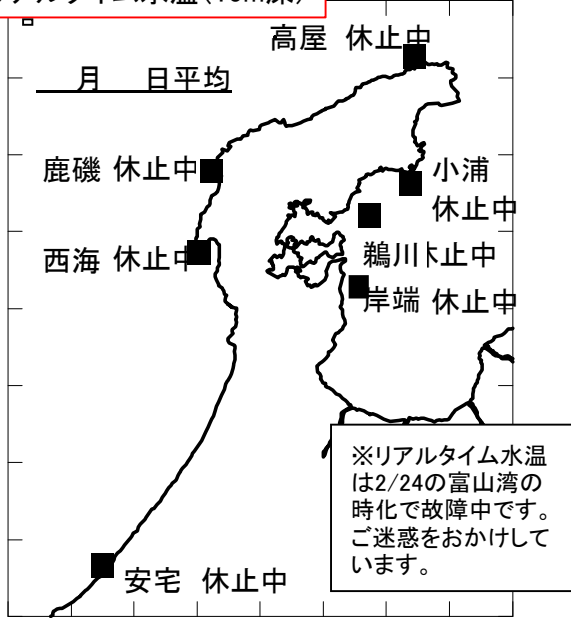 リアルタイム水温(10m深)
高屋 休止中
月 日平均
鹿磯 休止中
小浦
休止中
西海 休止中
鵜川 休止中
岸端 休止中
※リアルタイム水温
は2/24の富山湾の
時化で故障中です。
ご迷惑をおかけして
います。
安宅 休止中